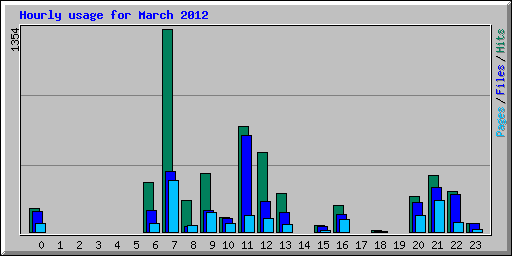 Hourly usage for March 2012
1354
Pages/Files/Hits
0 1 2 3 4 5 6 7 8 9 10 11 12 13 14 15 16 17 18 19 20 21 22 23